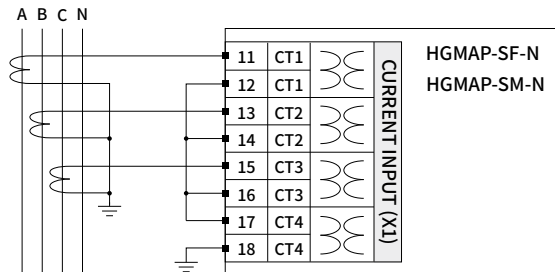 A B C N
11 CT1
12 CT1
13 CT2
14 CT2
15 CT3
16 CT3
17 CT4
18 CT4
CURRENT INPUT (X1)
HGMAP-SF-N
HGMAP-SM-N